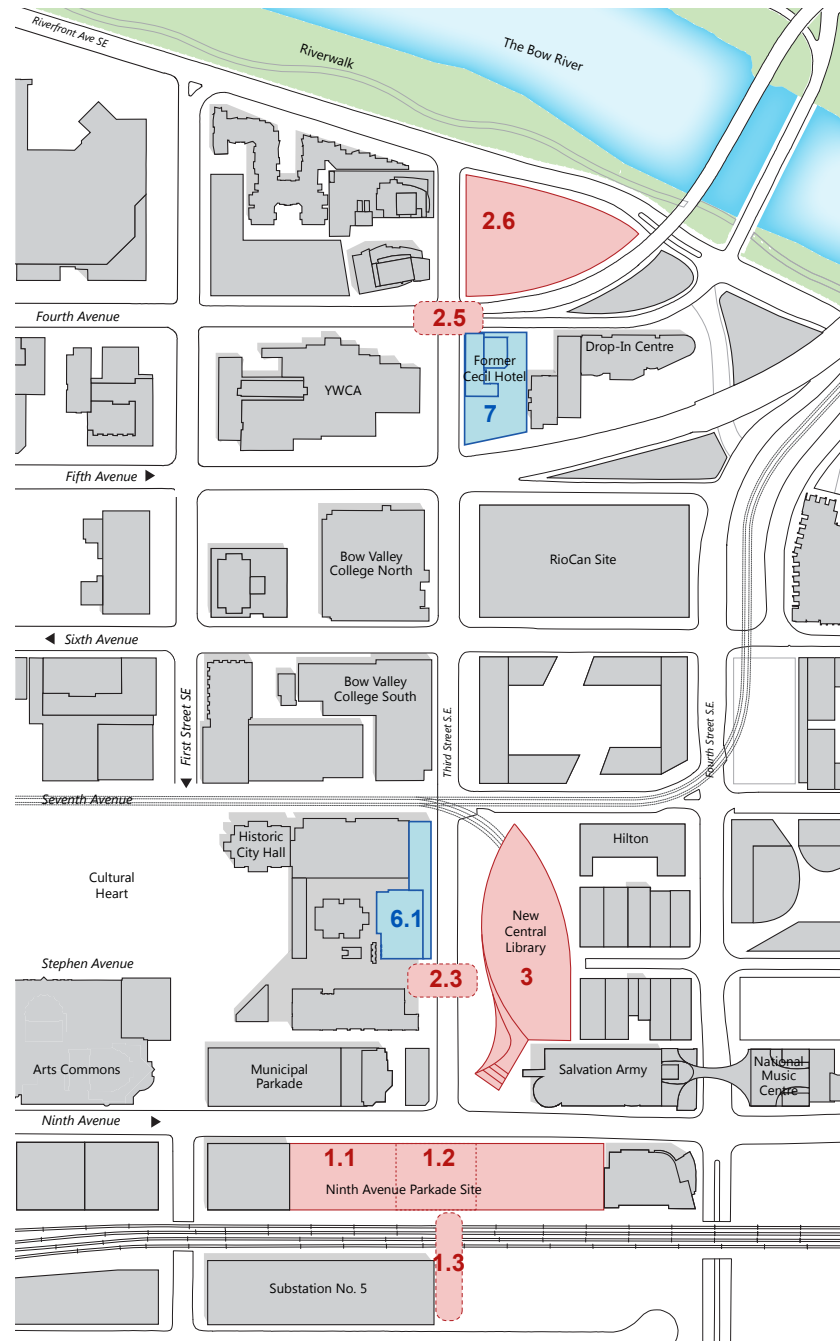 Riverfront Ave SE
Riverwalk
The Bow River
2.6
Fourth Avenue
2.5
Former
Cecil Hotel
7
Drop-In Centre
YWCA
Fifth Avenue
Bow Valley
College North
RioCan Site
Sixth Avenue
First Street SE
Bow Valley
College South
Third Street S.E.
Fourth Street S.E.
Seventh Avenue
Historic
City Hall
Hilton
Cultural
Heart
6.1
New
Central
Library
3
Stephen Avenue
2.3
Arts Commons
Municipal
Parkade
Salvation Army
National
Music
Centre
Ninth Avenue
1.1
1.2
Ninth Avenue Parkade Site
1.3
Substation No. 5